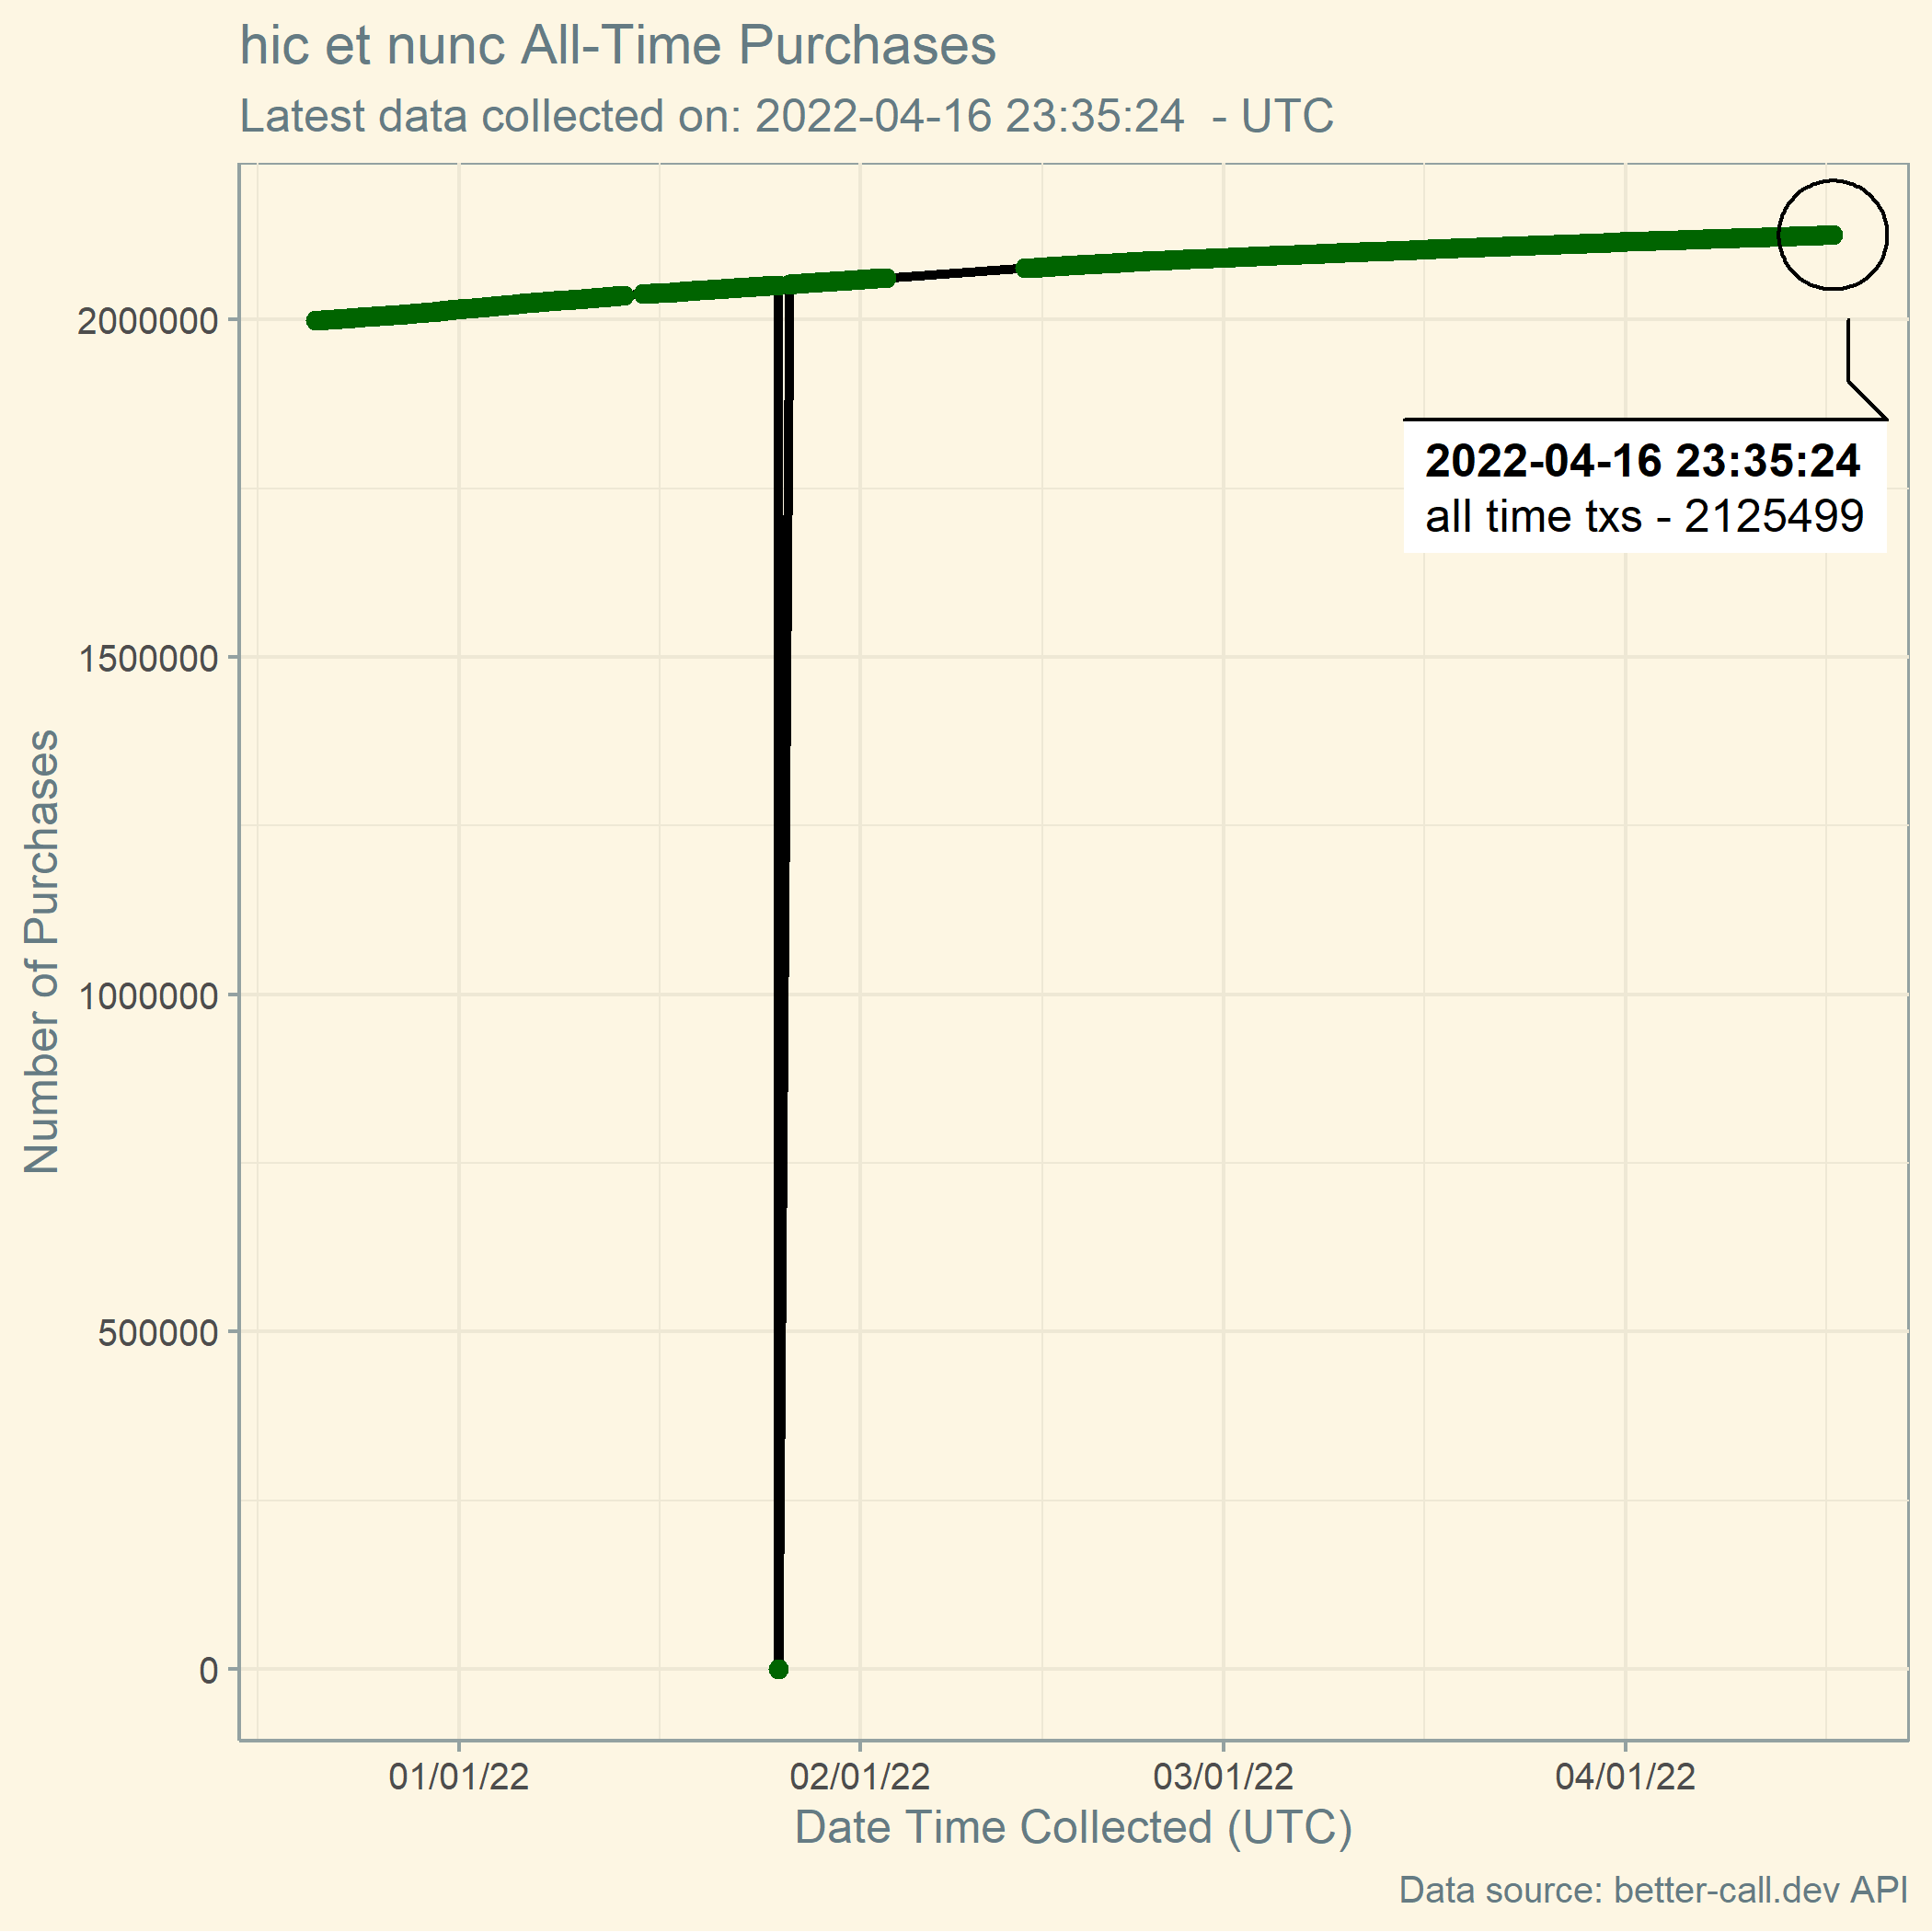 hic et nunc All-Time Purchases
Latest data collected on: 2022-04-16 23:35:24  - UTC
2000000
1500000
1000000
500000
0
Number of Purchases
2022-04-16 23:35:24
all time txs - 2125499
01/01/22
02/01/22
03/01/22
04/01/22
Date Time Collected (UTC)
Data source: better-call.dev API